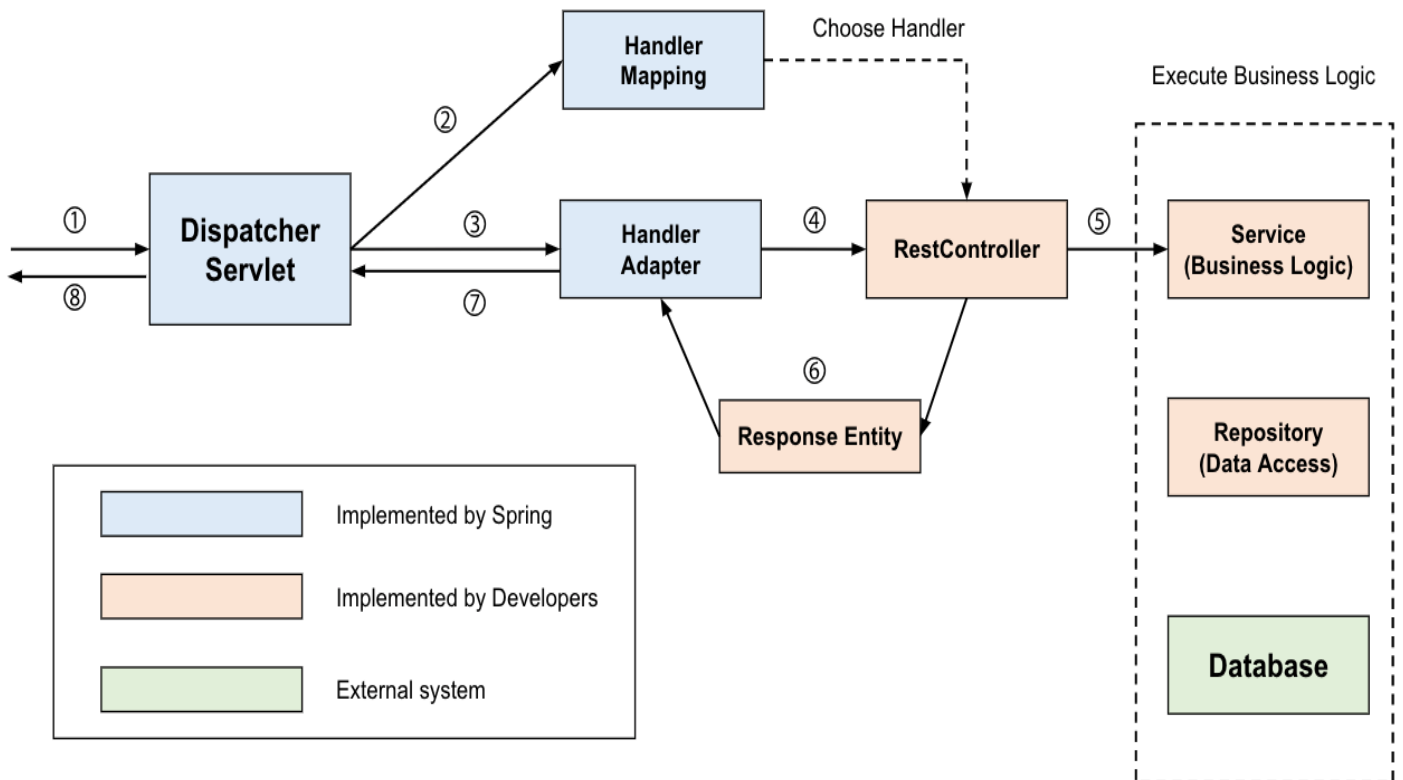 Handler
Mapping
Choose Handler
Execute Business Logic
②
①
Dispatcher
Servlet
③
Handler
Adapter
④
RestController
⑤
Service
(Business Logic)
⑧
⑦
⑥
Response Entity
Repository
(Data Access)
Implemented by Spring
Implemented by Developers
External system
Database